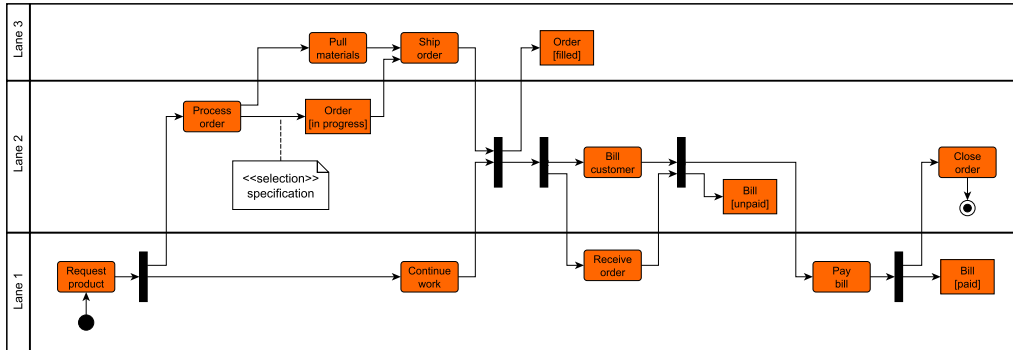 Lane 3
Pull
materials
Ship
order
Order
[filled]
Lane 2
Process
order
Order
[in progress]
<<selection>>
specification
Bill
customer
Bill
[unpaid]
Close
order
Lane 1
Request
product
Continue
work
Receive
order
Pay
bill
Bill
[paid]